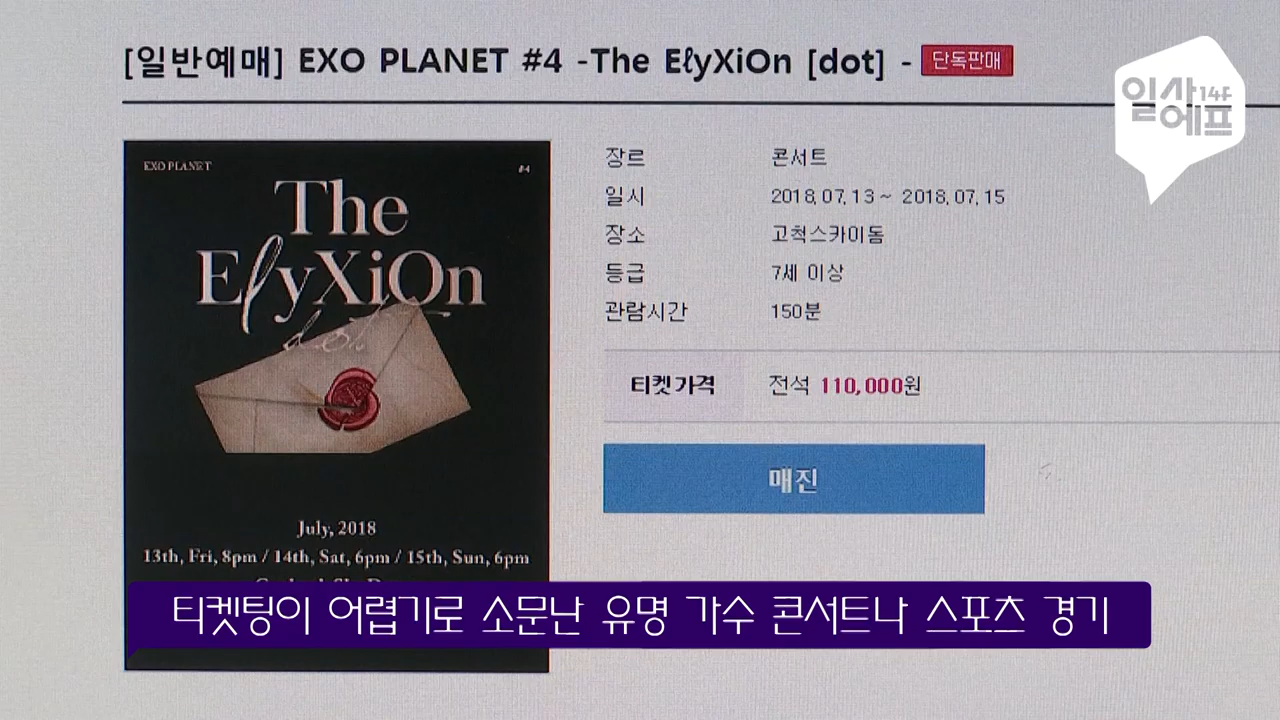 [일반예매] EXO PLANET #4 -The EℓyXiOn [dot] - 단독판매
일사 14F
에프
EXO PLANET
#4
The
EℓyXiOn
dot
July, 2018
13th, Fri, 8pm / 14th, Sat, 6pm / 15th, Sun, 6pm
장르 콘서트
일시 2018.07.13 ~ 2018.07.15
장소 고척스카이돔
등급 7세 이상
관람시간 150분
티켓가격 전석 110,000원
매진
티켓팅이 어렵기로 소문난 유명 가수 콘서트나 스포츠 경기